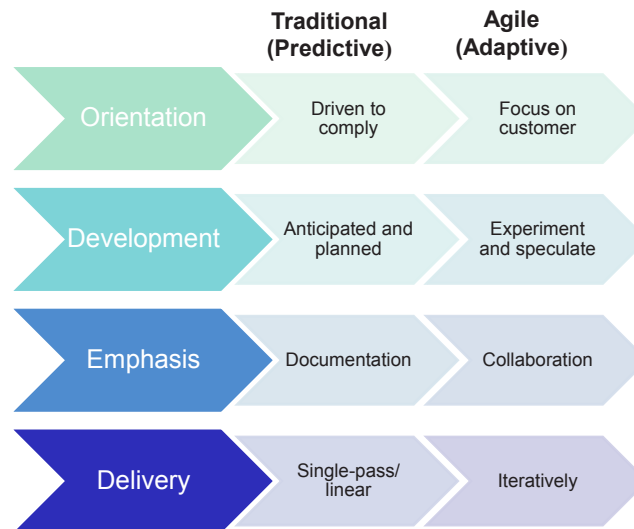 Traditional
(Predictive)
Agile
(Adaptive)
Orientation
Driven to
comply
Focus on
customer
Development
Anticipated and
planned
Experiment
and speculate
Emphasis
Documentation
Collaboration
Delivery
Single-pass/
linear
Iteratively